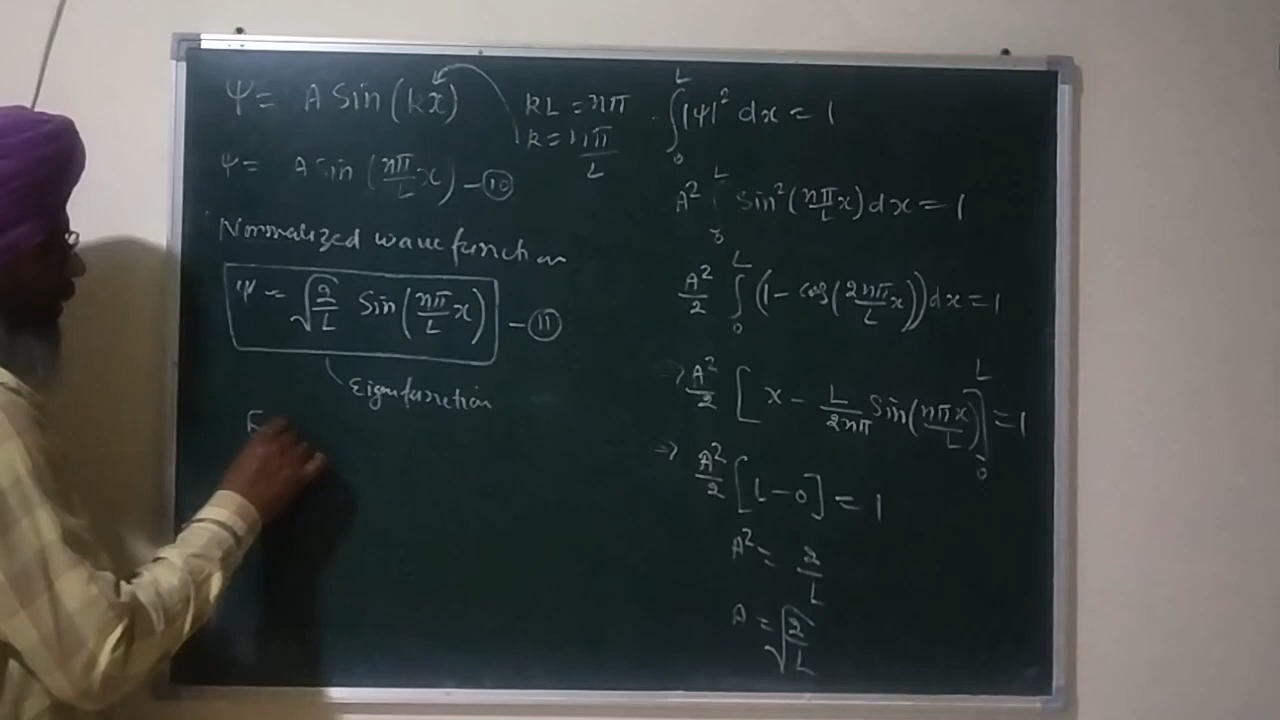 Ψ = A Sin(kx)
kL = nπ
k = nπ/L
Ψ = A Sin(nπ/L x) - ⑩
Normalized wave function
Ψ = √(2/L) Sin(nπ/L x) - ⑪
Eigenfunction
E
∫₀ᴸ |Ψ|² dx = 1
A² ∫₀ᴸ Sin²(nπ/L x) dx = 1
A²/2 ∫₀ᴸ (1 - cos(2nπ/L x)) dx = 1
⇒ A²/2 [x - L/2nπ Sin(nπx/L)]₀ᴸ = 1
⇒ A²/2 [L - 0] = 1
A² = 2/L
A = √(2/L)